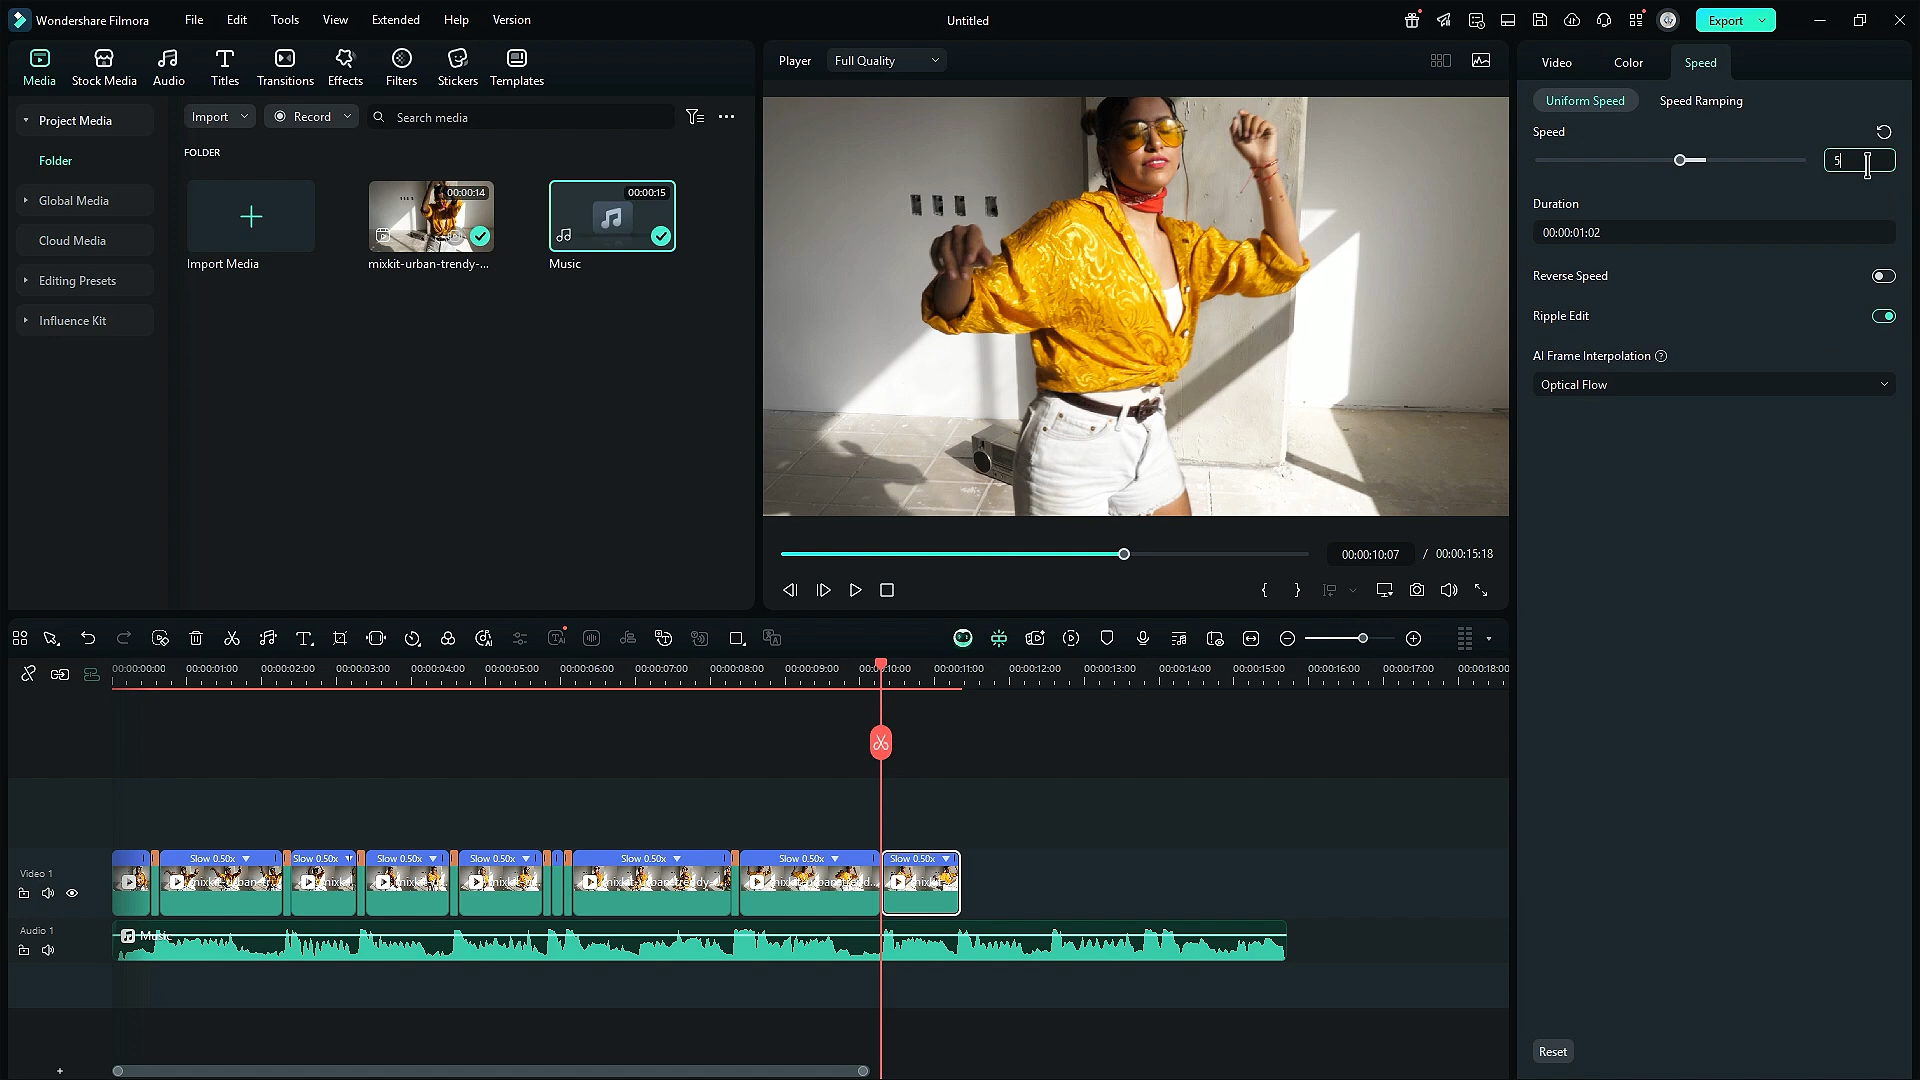 Wondershare Filmora
File Edit Tools View Extended Help Version
Untitled
Export
Media
Stock Media
Audio
Titles
Transitions
Effects
Filters
Stickers
Templates
Project Media
Folder
Global Media
Cloud Media
Editing Presets
Influence Kit
Import
Record
Search media
FOLDER
Import Media
00:00:14
mixkit-urban-trendy-...
00:00:15
Music
Player
Full Quality
00:00:10:07 / 00:00:15:18
Video Color Speed
Uniform Speed Speed Ramping
Speed
5
Duration
00:00:01:02
Reverse Speed
Ripple Edit
AI Frame Interpolation
Optical Flow
Reset
00:00:00:00 00:00:01:00 00:00:02:00 00:00:03:00 00:00:04:00 00:00:05:00 00:00:06:00 00:00:07:00 00:00:08:00 00:00:09:00 00:00:10:00 00:00:11:00 00:00:12:00 00:00:13:00 00:00:14:00 00:00:15:00 00:00:16:00 00:00:17:00 00:00:18:00
Video 1
Slow 0.50x Slow 0.50x Slow 0.50x Slow 0.50x Slow 0.50x Slow 0.50x Slow 0.50x
Audio 1
Music